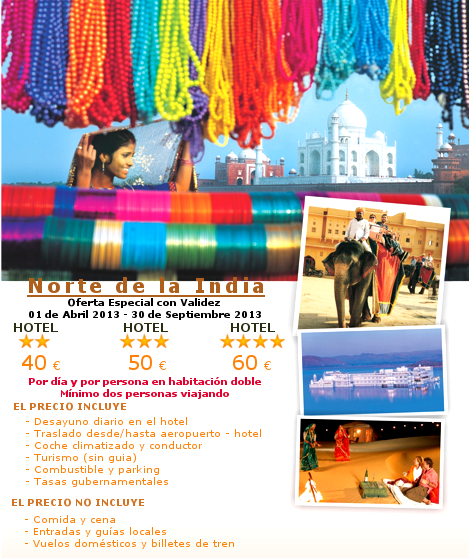 Norte de la India
Oferta Especial con Validez
01 de Abril 2013 - 30 de Septiembre 2013
HOTEL HOTEL HOTEL
40 € 50 € 60 €
Por día y por persona en habitación doble
Mínimo dos personas viajando
EL PRECIO INCLUYE
- Desayuno diario en el hotel
- Traslado desde/hasta aeropuerto - hotel
- Coche climatizado y conductor
- Turismo (sin guia)
- Combustible y parking
- Tasas gubernamentales
EL PRECIO NO INCLUYE
- Comida y cena
- Entradas y guías locales
- Vuelos domésticos y billetes de tren